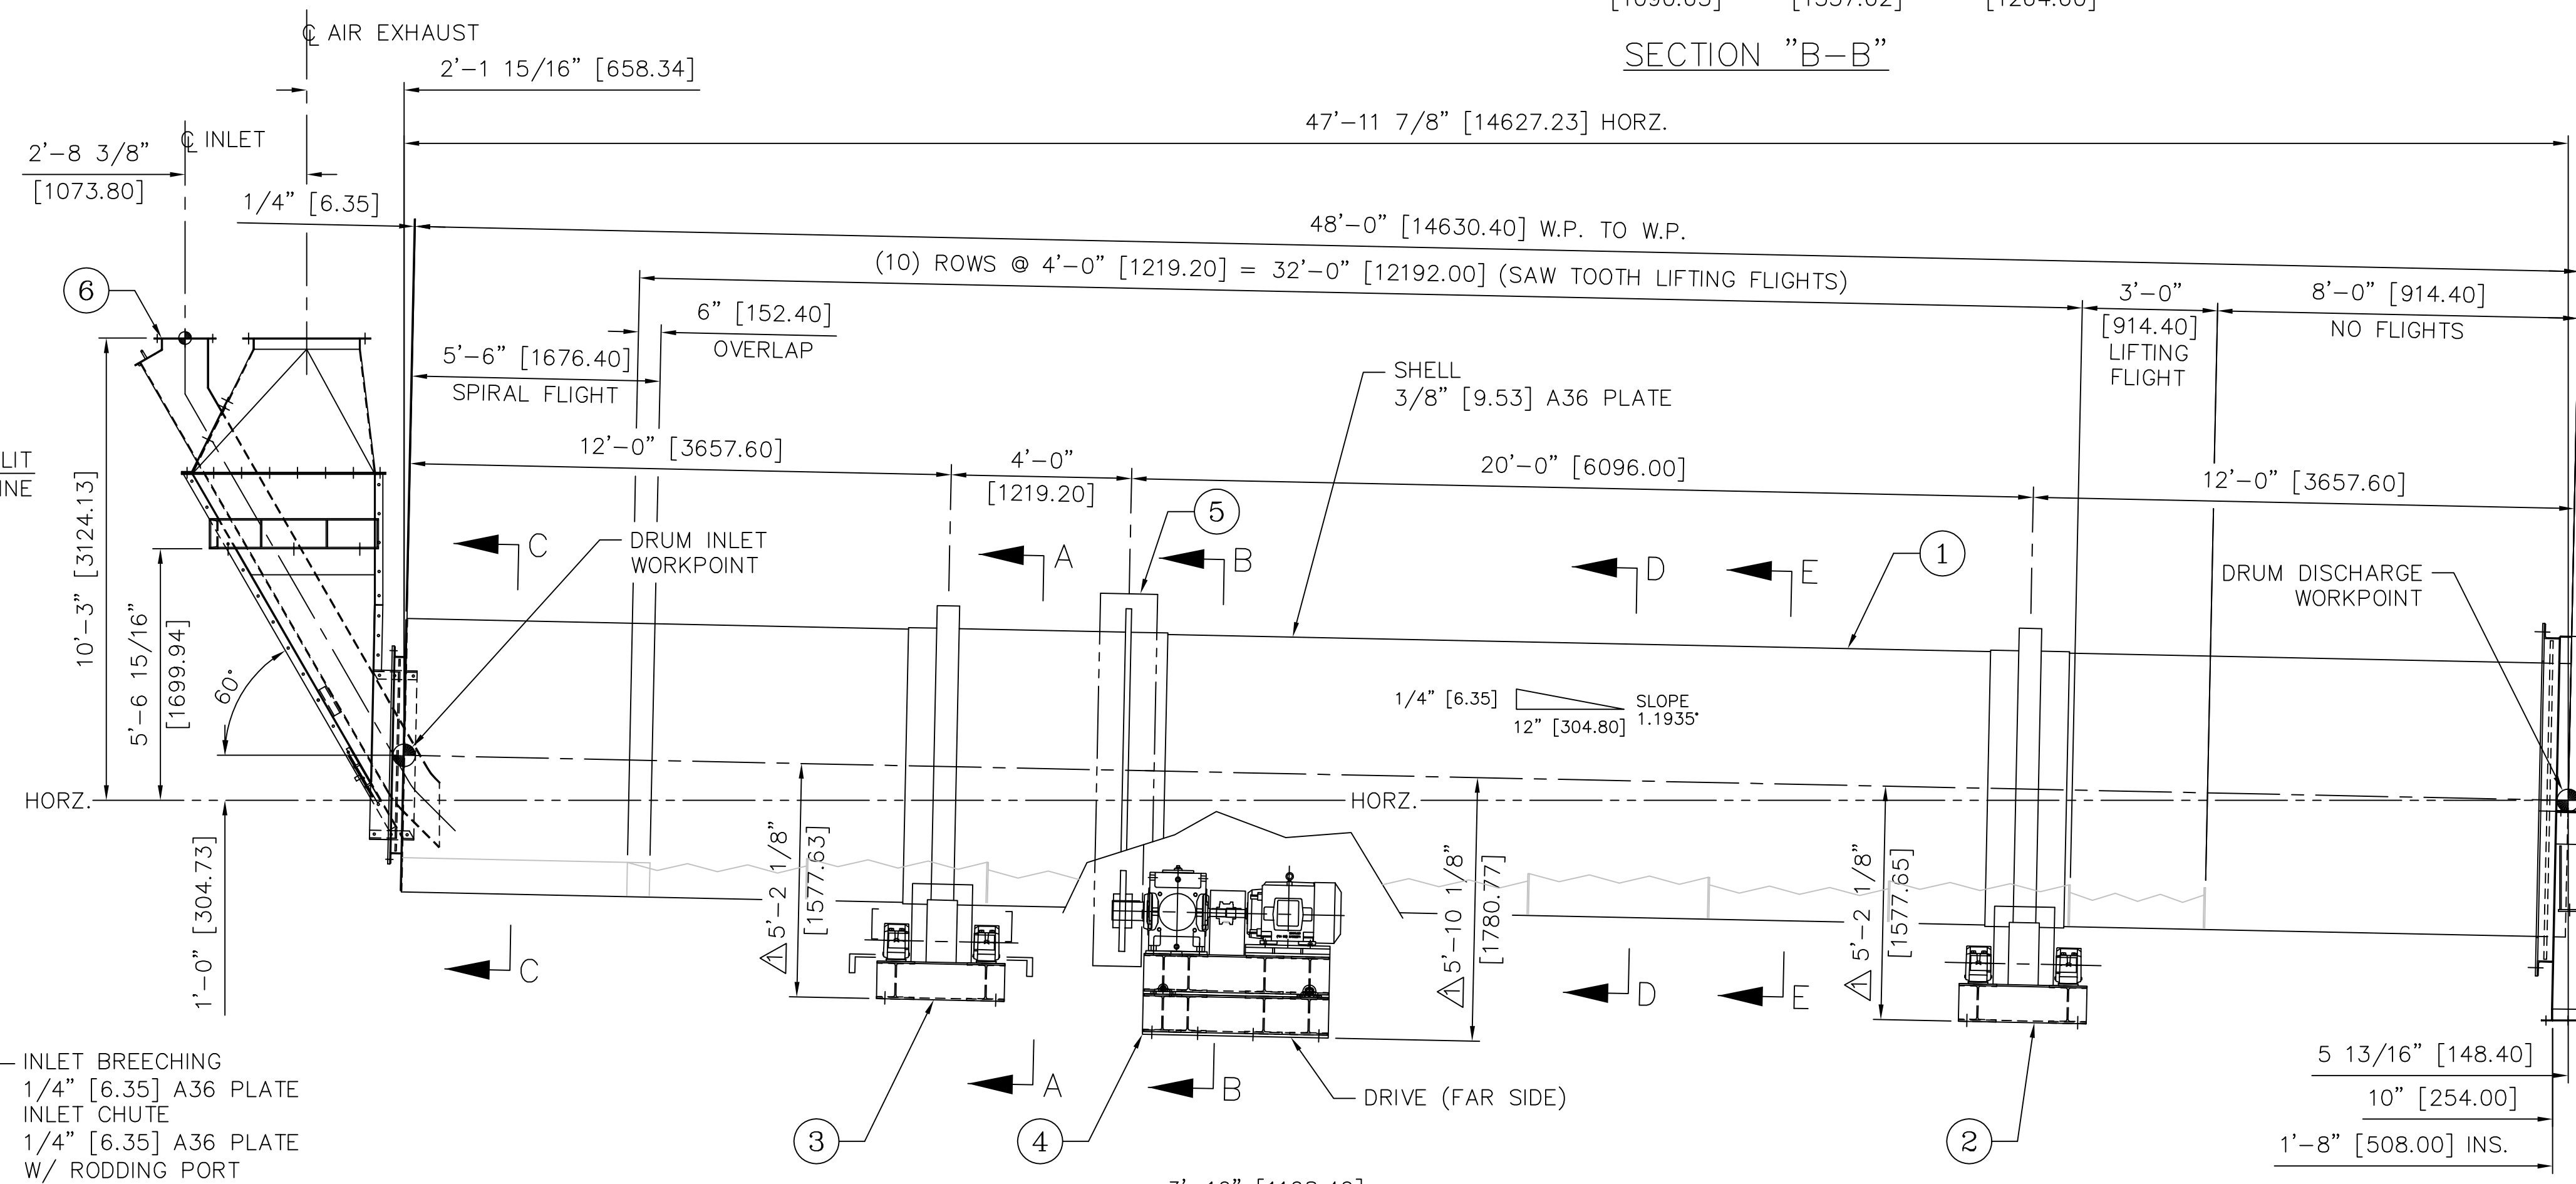 SECTION "B–B"
℄ AIR EXHAUST
2'–1 15/16" [658.34]
47'–11 7/8" [14627.23] HORZ.
℄ INLET
2'–8 3/8"
[1073.80]
1/4" [6.35]
48'–0" [14630.40] W.P. TO W.P.
(10) ROWS @ 4'–0" [1219.20] = 32'–0" [12192.00] (SAW TOOTH LIFTING FLIGHTS)
3'–0"
[914.40]
LIFTING
FLIGHT
8'–0" [914.40]
NO FLIGHTS
6
6" [152.40]
OVERLAP
5'–6" [1676.40]
SPIRAL FLIGHT
SHELL
3/8" [9.53] A36 PLATE
12'–0" [3657.60]
4'–0"
[1219.20]
20'–0" [6096.00]
12'–0" [3657.60]
5
LIT
INE
10'–3" [3124.13]
5'–6 15/16"
[1699.94]
60°
C
DRUM INLET
WORKPOINT
A
B
D
E
1
DRUM DISCHARGE
WORKPOINT
1/4" [6.35]
12" [304.80]
SLOPE
1.1935°
HORZ.
HORZ.
1'–0" [304.73]
1 5'–2 1/8"
[1577.63]
1 5'–10 1/8"
[1780.77]
1 5'–2 1/8"
[1577.65]
C
D
E
A
B
DRIVE (FAR SIDE)
3
4
2
INLET BREECHING
1/4" [6.35] A36 PLATE
INLET CHUTE
1/4" [6.35] A36 PLATE
W/ RODDING PORT
5 13/16" [148.40]
10" [254.00]
1'–8" [508.00] INS.